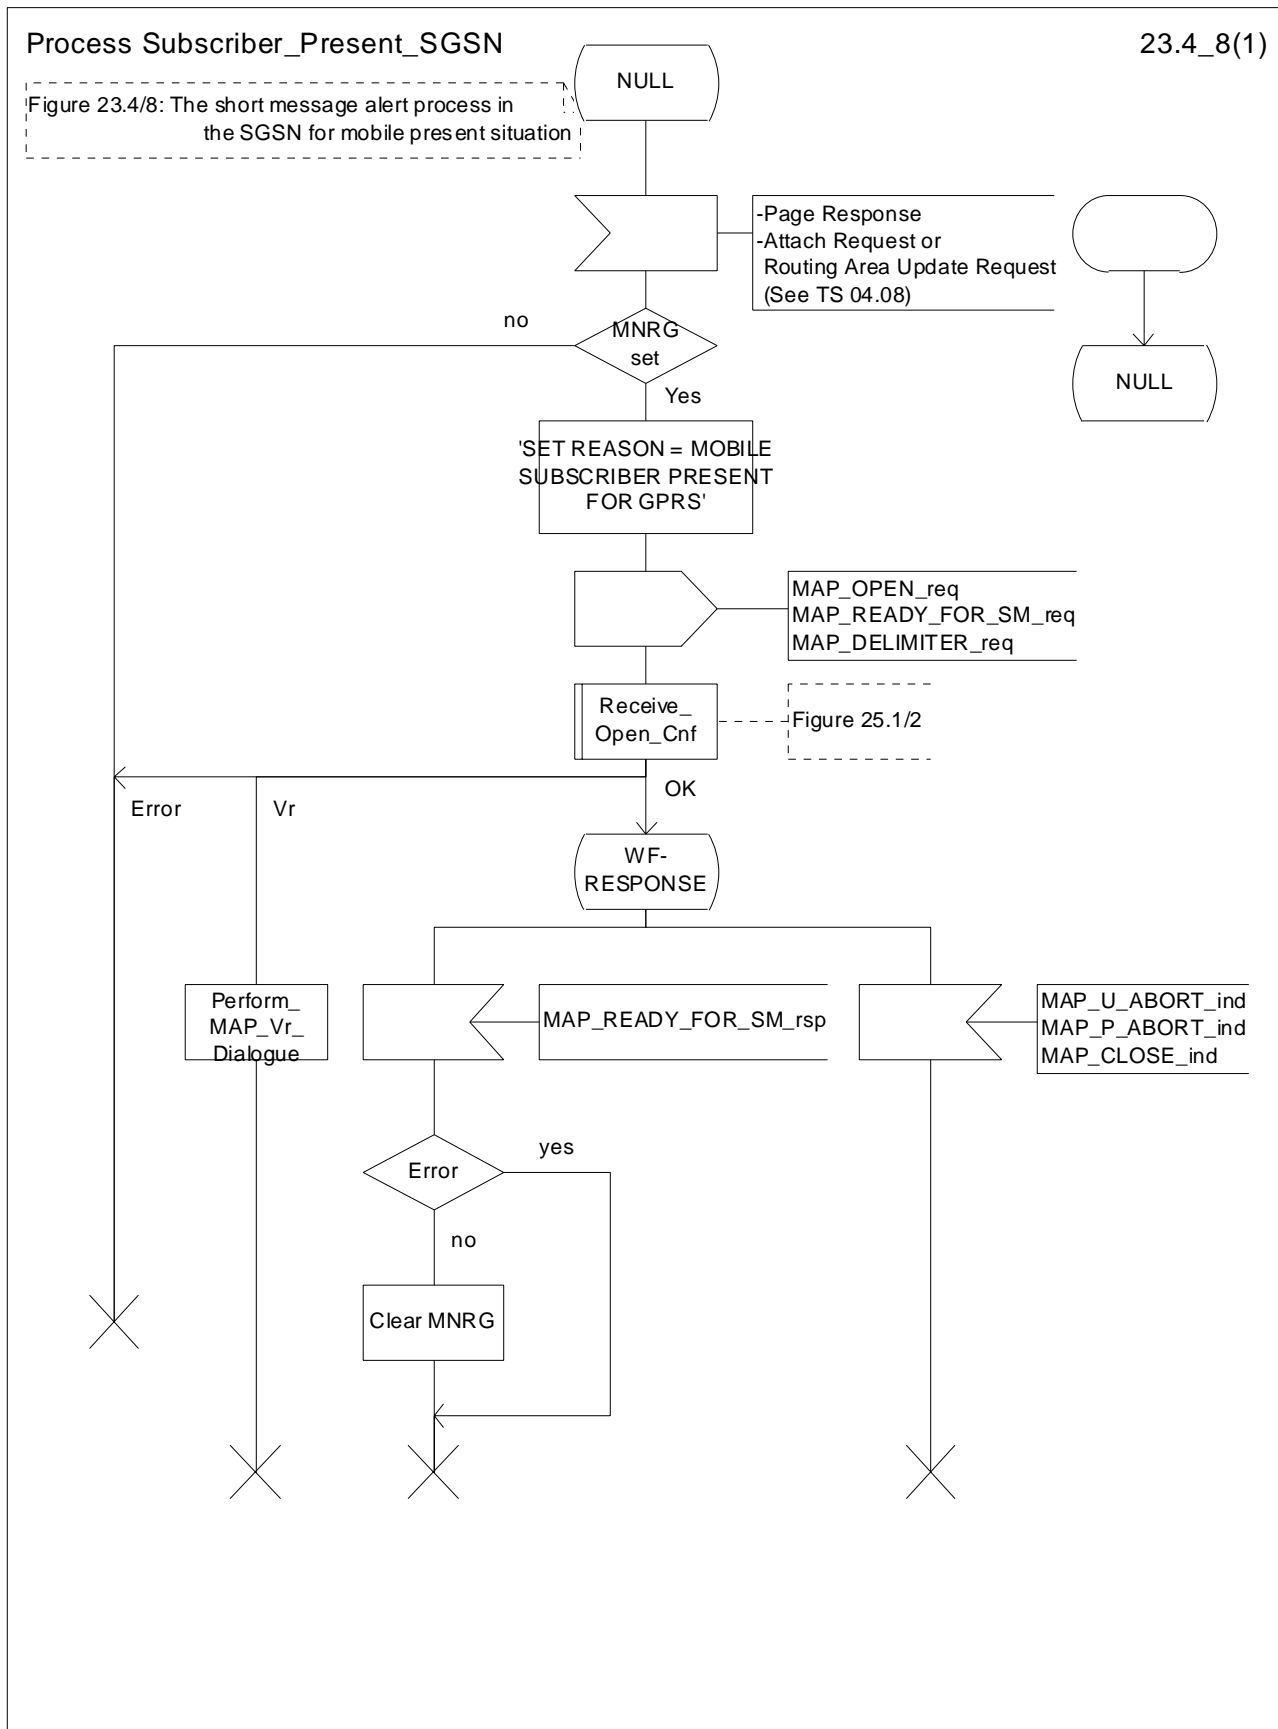 Process Subscriber_Present_SGSN
23.4_8(1)
Figure 23.4/8: The short message alert process in
the SGSN for mobile present situation
NULL
-Page Response
-Attach Request or
Routing Area Update Request
(See TS 04.08)
NULL
no
MNRG
set
Yes
'SET REASON = MOBILE
SUBSCRIBER PRESENT
FOR GPRS'
MAP_OPEN_req
MAP_READY_FOR_SM_req
MAP_DELIMITER_req
Receive_
Open_Cnf
Figure 25.1/2
Error
Vr
OK
WF-
RESPONSE
Perform_
MAP_Vr_
Dialogue
MAP_READY_FOR_SM_rsp
MAP_U_ABORT_ind
MAP_P_ABORT_ind
MAP_CLOSE_ind
Error
yes
no
Clear MNRG